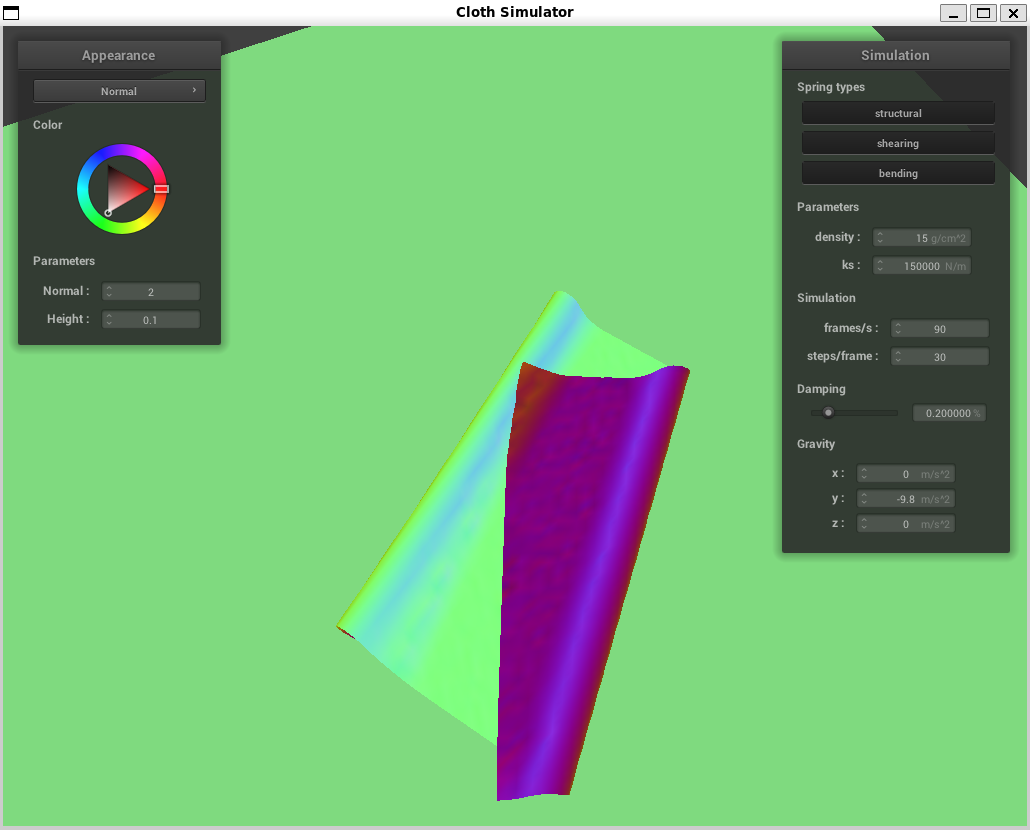 Cloth Simulator
Appearance
Normal
Color
Parameters
Normal : 2
Height : 0.1
Simulation
Spring types
structural
shearing
bending
Parameters
density : 15 g/cm^2
ks : 150000 N/m
Simulation
frames/s : 90
steps/frame : 30
Damping
0.200000 %
Gravity
x : 0 m/s^2
y : -9.8 m/s^2
z : 0 m/s^2